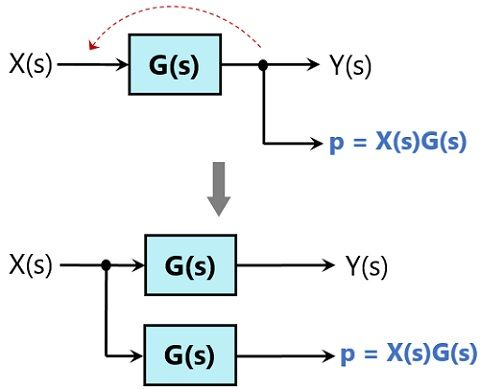 X(s) G(s) Y(s)
p = X(s)G(s)
X(s) G(s) Y(s)
G(s) p = X(s)G(s)